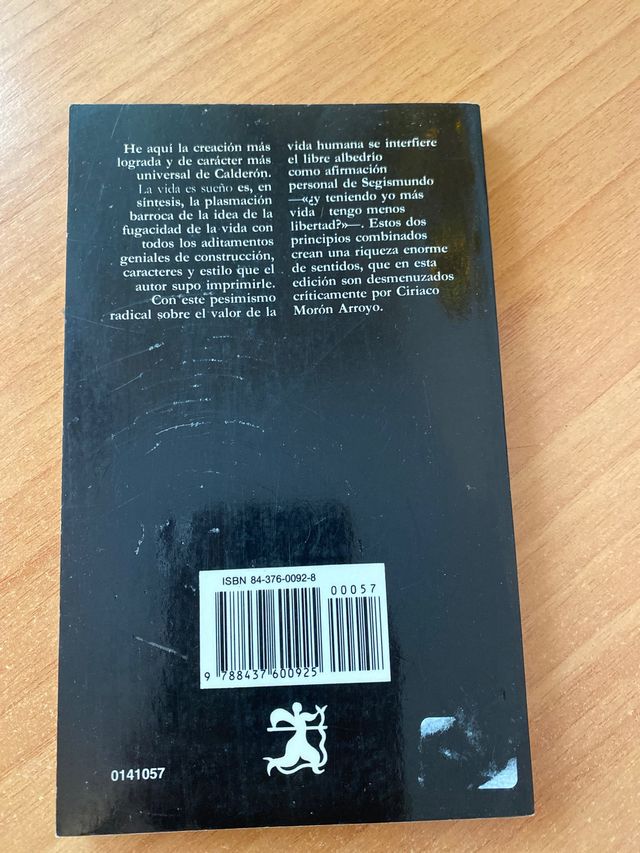 He aquí la creación más
lograda y de carácter más
universal de Calderón.
La vida es sueño es, en
síntesis, la plasmación
barroca de la idea de la
fugacidad de la vida con
todos los aditamentos
geniales de construcción,
caracteres y estilo que el
autor supo imprimirle.
Con este pesimismo
radical sobre el valor de la
vida humana se interfiere
el libre albedrío
como afirmación
personal de Segismundo
—«¿y teniendo yo más
vida / tengo menos
libertad?»—. Estos dos
principios combinados
crean una riqueza enorme
de sentidos, que en esta
edición son desmenuzados
críticamente por Ciriaco
Morón Arroyo.
ISBN 84-376-0092-8
00057
9 788437 600925
0141057